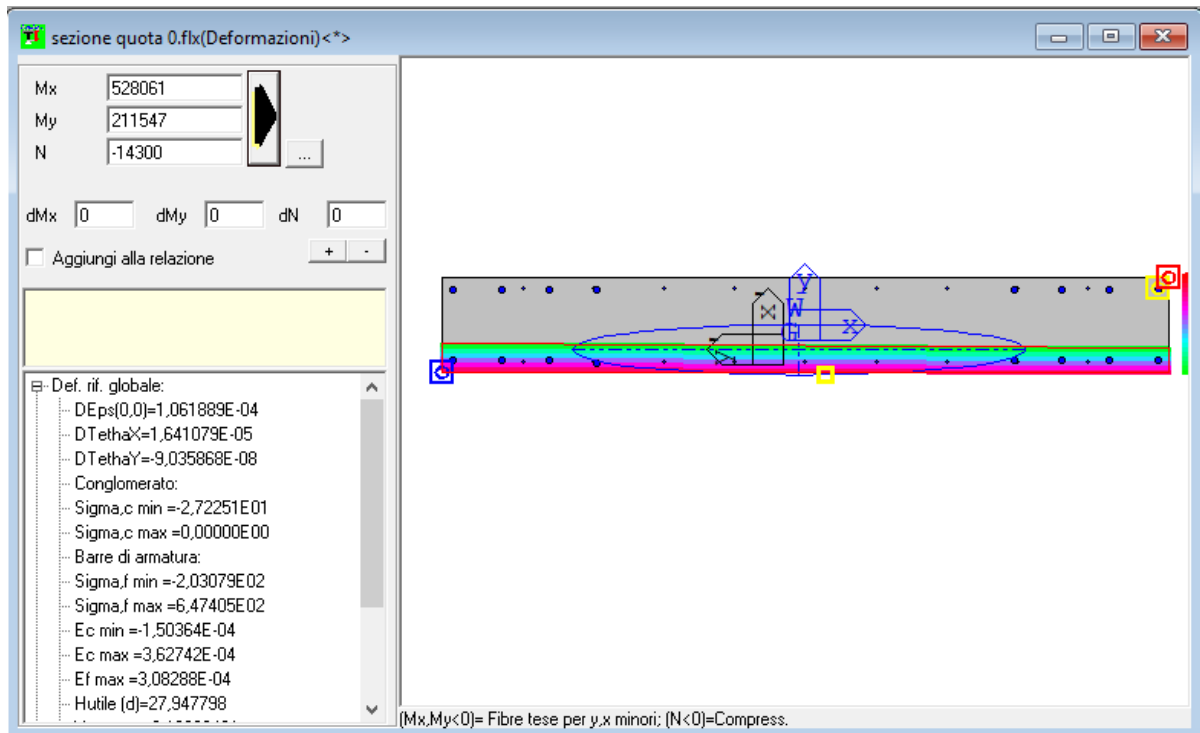 sezione quota 0.flx(Deformazioni)<*>
Mx 528061
My 211547
N -14300
...
dMx 0 dMy 0 dN 0
Aggiungi alla relazione + -
Def. rif. globale:
DEps(0,0)=1,061889E-04
DTethaX=1,641079E-05
DTethaY=-9,035868E-08
Conglomerato:
Sigma,c min =-2,72251E01
Sigma,c max =0,00000E00
Barre di armatura:
Sigma,f min =-2,03079E02
Sigma,f max =6,47405E02
Ec min =-1,50364E-04
Ec max =3,62742E-04
Ef max =3,08288E-04
Hutile (d)=27,947798
y
W
G
x
(Mx,My<0)= Fibre tese per y,x minori; (N<0)=Compress.